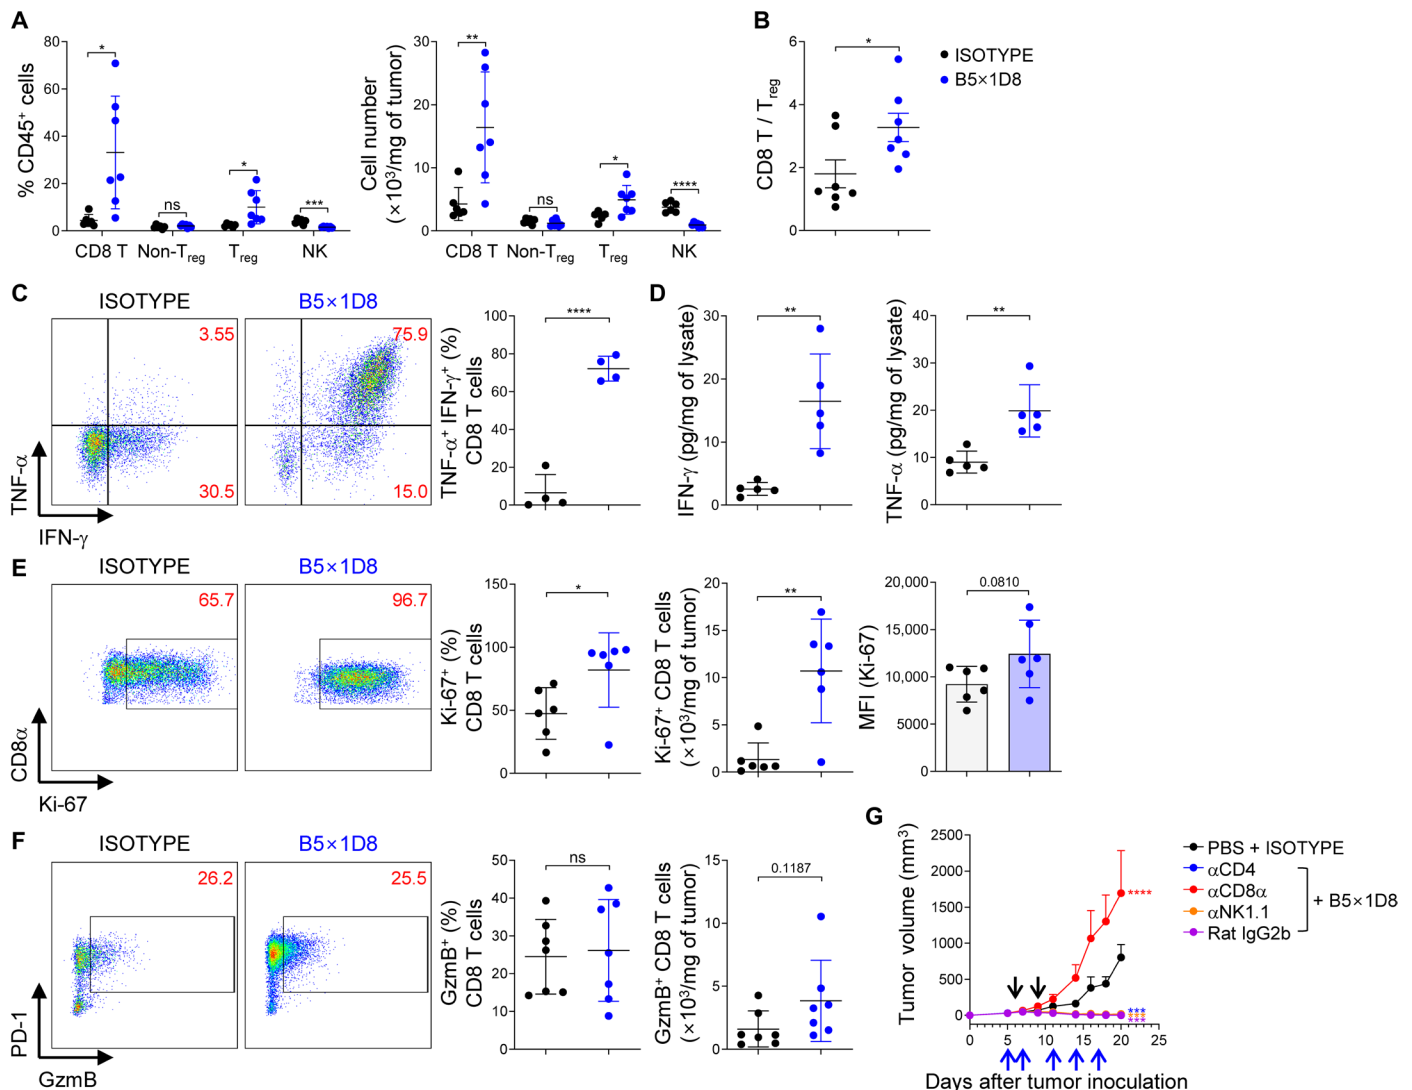 A
% CD45⁺ cells
80
60
40
20
0
*
ns
*
***
CD8 T
Non-Treg
Treg
NK
Cell number
(×10³/mg of tumor)
30
20
10
0
**
ns
*
****
CD8 T
Non-Treg
Treg
NK
B
CD8 T / Treg
6
4
2
0
*
ISOTYPE
B5×1D8
C
ISOTYPE
B5×1D8
3.55
30.5
75.9
15.0
TNF-α
IFN-γ
TNF-α⁺ IFN-γ⁺ (%)
CD8 T cells
100
80
60
40
20
0
****
D
IFN-γ (pg/mg of lysate)
30
20
10
0
**
TNF-α (pg/mg of lysate)
40
30
20
10
0
**
E
ISOTYPE
B5×1D8
65.7
96.7
CD8α
Ki-67
Ki-67⁺ (%)
CD8 T cells
150
100
50
0
*
Ki-67⁺ CD8 T cells
(×10³/mg of tumor)
20
15
10
5
0
**
MFI (Ki-67)
20,000
15,000
10,000
5000
0
0.0810
F
ISOTYPE
B5×1D8
26.2
25.5
PD-1
GzmB
GzmB⁺ (%)
CD8 T cells
50
40
30
20
10
0
ns
GzmB⁺ CD8 T cells
(×10³/mg of tumor)
15
10
5
0
0.1187
G
Tumor volume (mm³)
2500
2000
1500
1000
500
0
0
5
10
15
20
25
Days after tumor inoculation
****
***
***
***
PBS + ISOTYPE
αCD4
αCD8α
αNK1.1
Rat IgG2b
+ B5×1D8